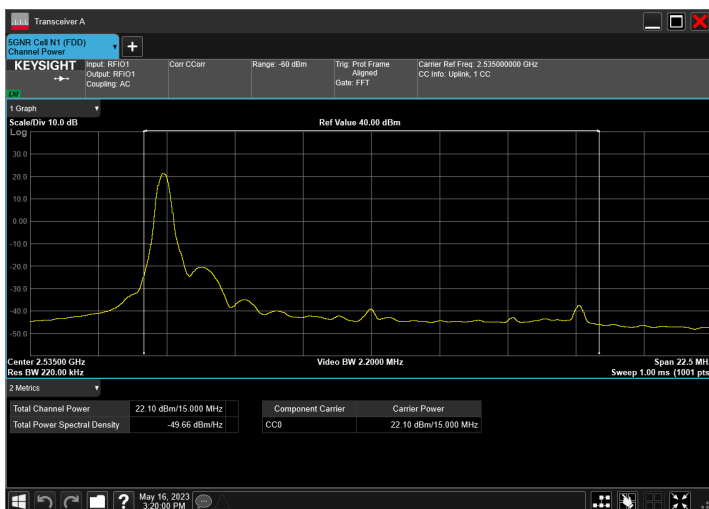 Transceiver A
5GNR Cell N1 (FDD)
Channel Power
KEYSIGHT
Input: RFIO1
Output: RFIO1
Coupling: AC
Corr CCorr
Range: -60 dBm
Trig: Prot Frame
Aligned
Gate: FFT
Carrier Ref Freq: 2.535000000 GHz
CC Info: Uplink, 1 CC
LXI
1 Graph
Scale/Div 10.0 dB
Ref Value 40.00 dBm
Log
30.0
20.0
10.0
0.00
-10.0
-20.0
-30.0
-40.0
-50.0
Center 2.53500 GHz
Video BW 2.2000 MHz
Span 22.5 MH
Res BW 220.00 kHz
Sweep 1.00 ms (1001 pts
2 Metrics
Total Channel Power 22.10 dBm/15.000 MHz
Total Power Spectral Density -49.66 dBm/Hz
Component Carrier Carrier Power
CC0 22.10 dBm/15.000 MHz
?
May 16, 2023
3:20:00 PM